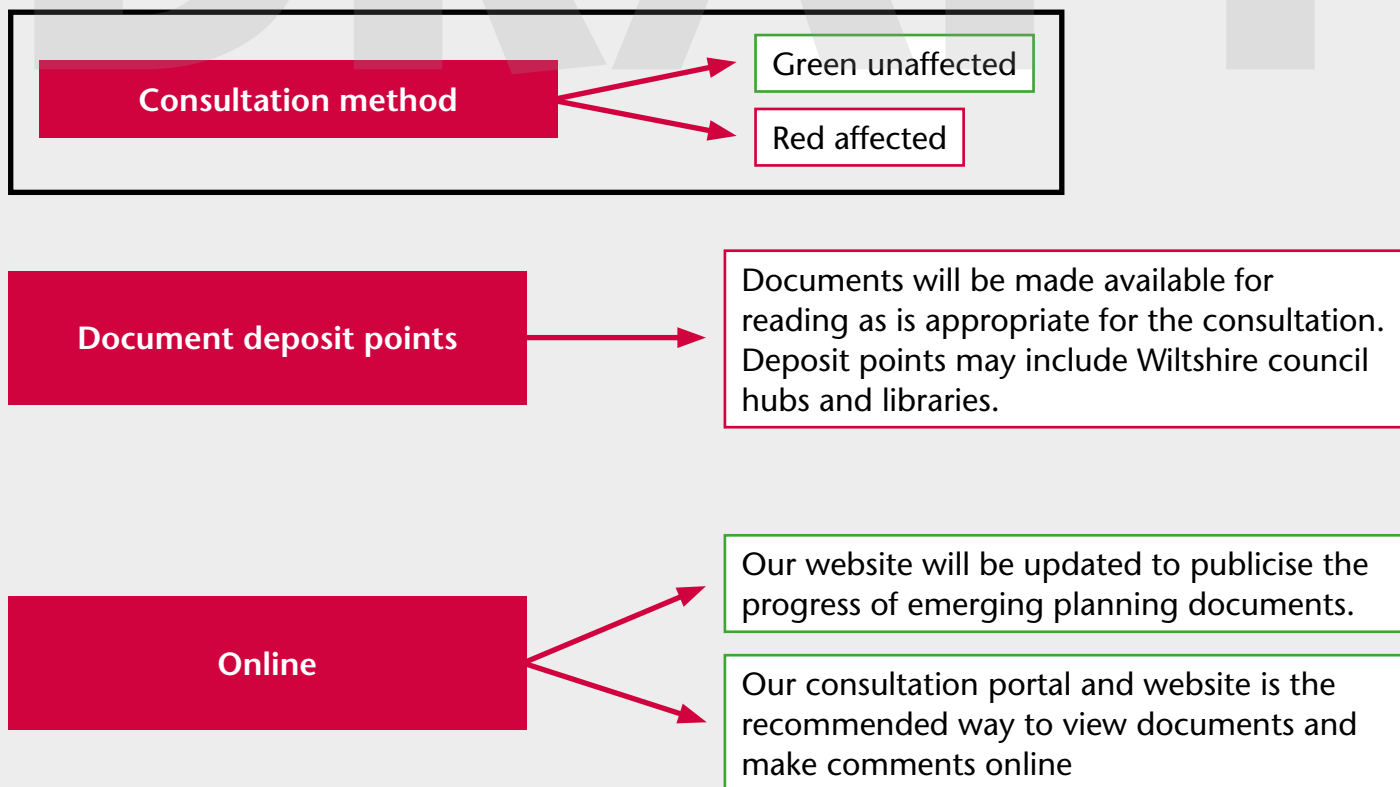 DRAFT
Consultation method
Green unaffected
Red affected
Document deposit points
Documents will be made available for
reading as is appropriate for the consultation.
Deposit points may include Wiltshire council
hubs and libraries.
Online
Our website will be updated to publicise the
progress of emerging planning documents.
Our consultation portal and website is the
recommended way to view documents and
make comments online